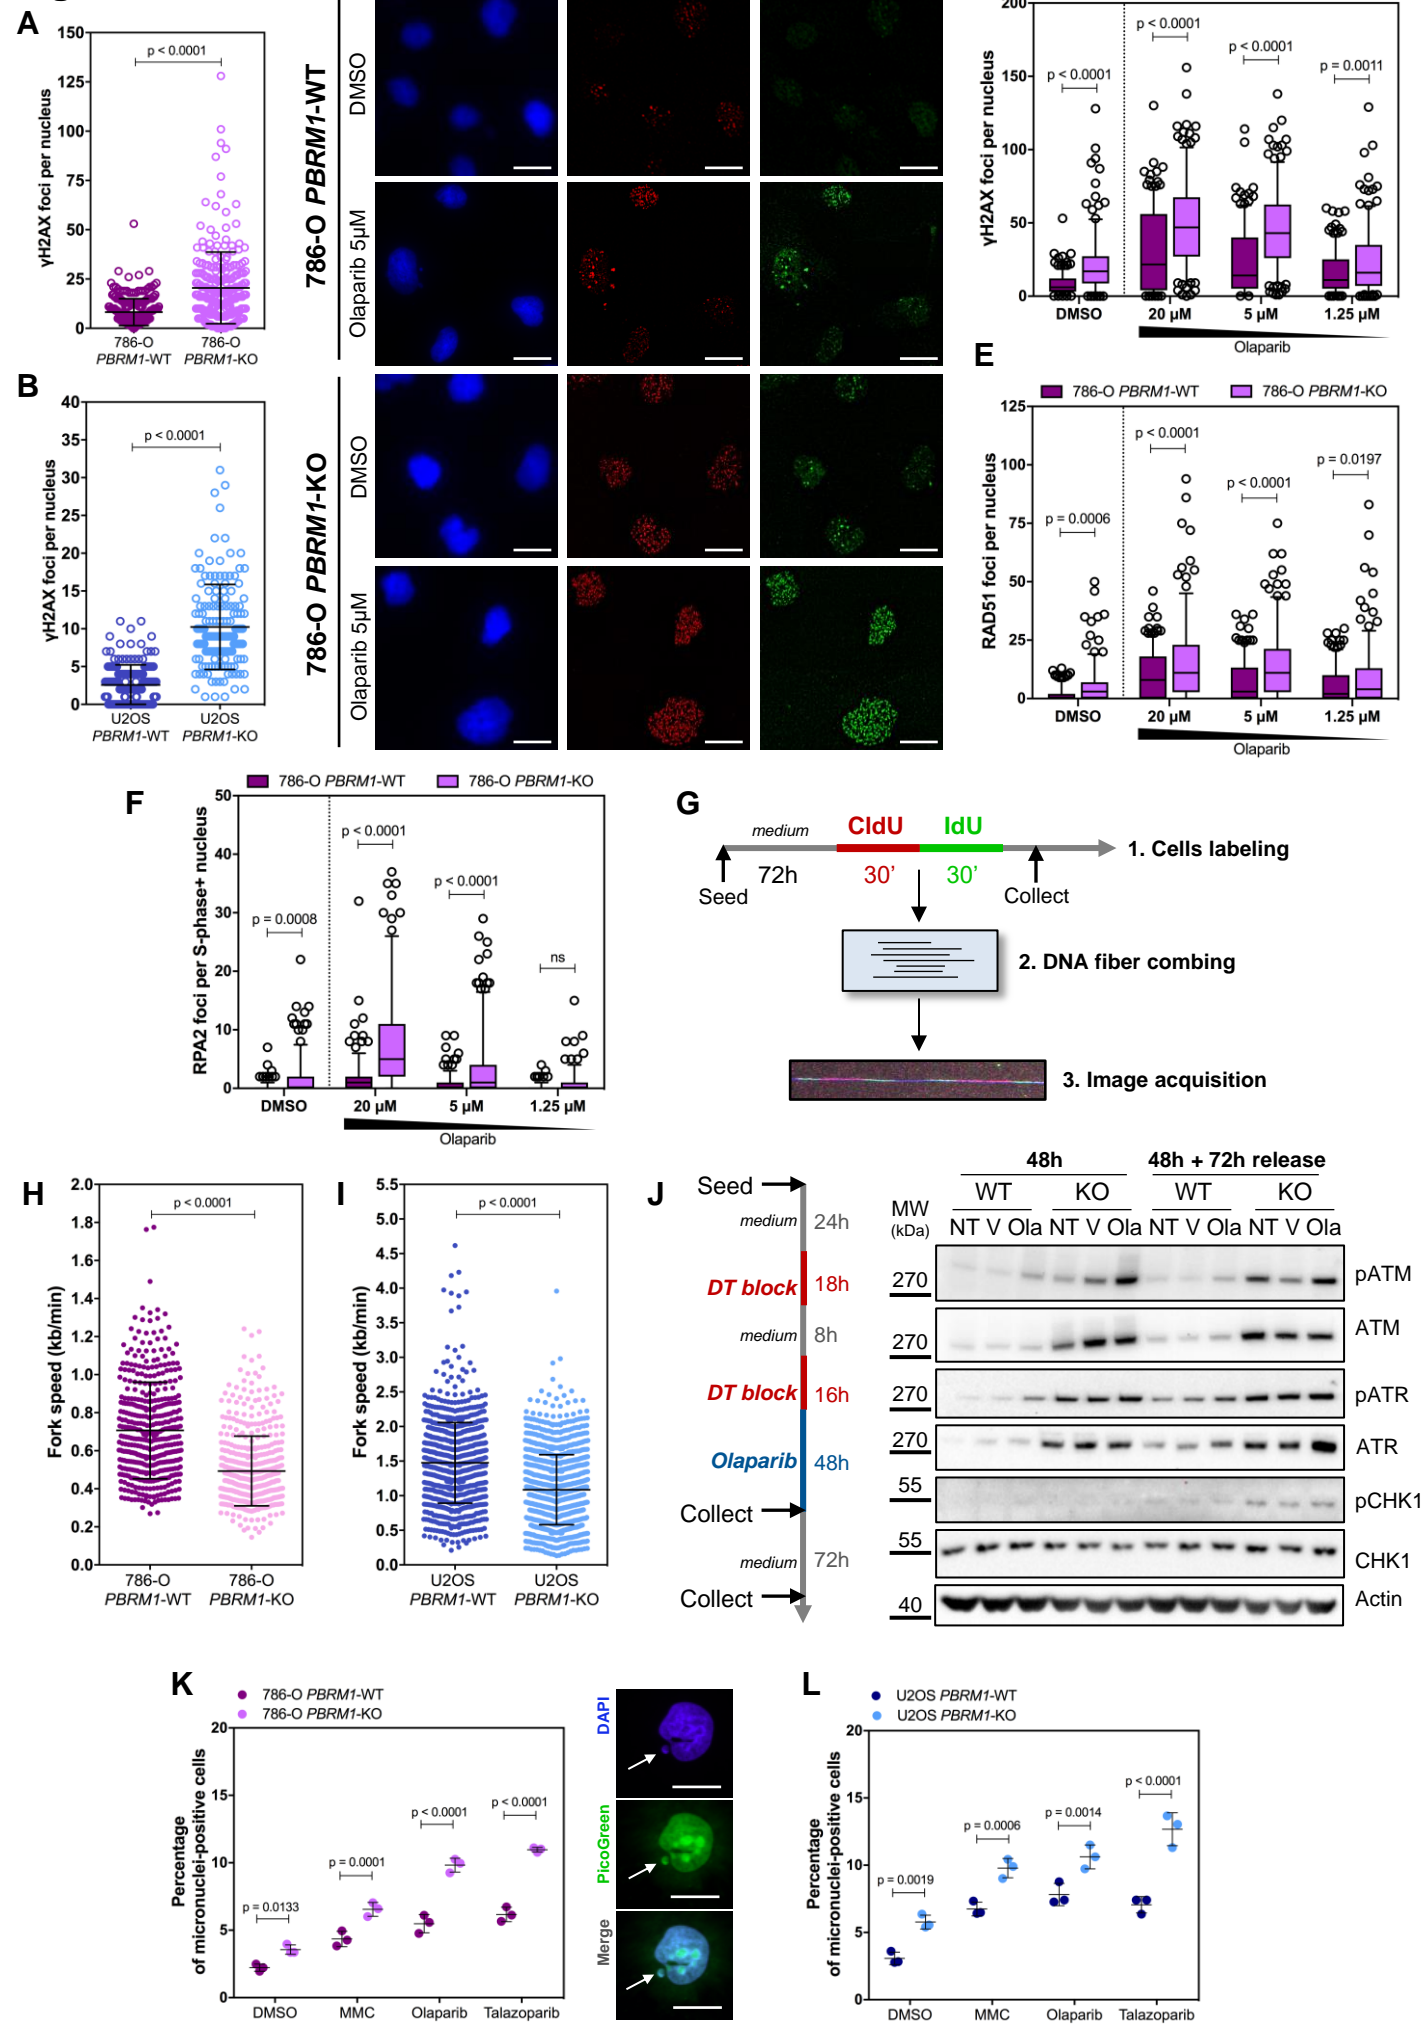 A
150
125
100
75
50
25
0
γH2AX foci per nucleus
p < 0.0001
786-O
PBRM1-WT
786-O
PBRM1-KO
B
40
35
30
25
20
15
10
5
0
γH2AX foci per nucleus
p < 0.0001
U2OS
PBRM1-WT
U2OS
PBRM1-KO
786-O PBRM1-WT
DMSO
Olaparib 5µM
786-O PBRM1-KO
DMSO
Olaparib 5µM
200
150
100
50
0
γH2AX foci per nucleus
p < 0.0001
p < 0.0001
p < 0.0001
p = 0.0011
DMSO
20 µM
5 µM
1.25 µM
Olaparib
E
786-O PBRM1-WT
786-O PBRM1-KO
125
100
75
50
25
0
RAD51 foci per nucleus
p = 0.0006
p < 0.0001
p < 0.0001
p = 0.0197
DMSO
20 µM
5 µM
1.25 µM
Olaparib
F
786-O PBRM1-WT
786-O PBRM1-KO
50
40
30
20
10
0
RPA2 foci per S-phase+ nucleus
p = 0.0008
p < 0.0001
p < 0.0001
ns
DMSO
20 µM
5 µM
1.25 µM
Olaparib
G
medium
CldU
IdU
72h
30’
30’
Seed
Collect
1. Cells labeling
2. DNA fiber combing
3. Image acquisition
H
2.0
1.8
1.6
1.4
1.2
1.0
0.8
0.6
0.4
0.2
0.0
Fork speed (kb/min)
p < 0.0001
786-O
PBRM1-WT
786-O
PBRM1-KO
I
5.5
5.0
4.5
4.0
3.5
3.0
2.5
2.0
1.5
1.0
0.5
0.0
Fork speed (kb/min)
p < 0.0001
U2OS
PBRM1-WT
U2OS
PBRM1-KO
J
Seed
medium 24h
DT block 18h
medium 8h
DT block 16h
Olaparib 48h
Collect
medium 72h
Collect
48h
48h + 72h release
MW
(kDa)
WT KO WT KO
NT V Ola NT V Ola NT V Ola NT V Ola
270 pATM
270 ATM
270 pATR
270 ATR
55 pCHK1
55 CHK1
40 Actin
K
786-O PBRM1-WT
786-O PBRM1-KO
20
15
10
5
0
Percentage
of micronuclei-positive cells
p = 0.0133
p = 0.0001
p < 0.0001
p < 0.0001
DMSO
MMC
Olaparib
Talazoparib
DAPI
PicoGreen
Merge
L
U2OS PBRM1-WT
U2OS PBRM1-KO
20
15
10
5
0
Percentage
of micronuclei-positive cells
p = 0.0019
p = 0.0006
p = 0.0014
p < 0.0001
DMSO
MMC
Olaparib
Talazoparib